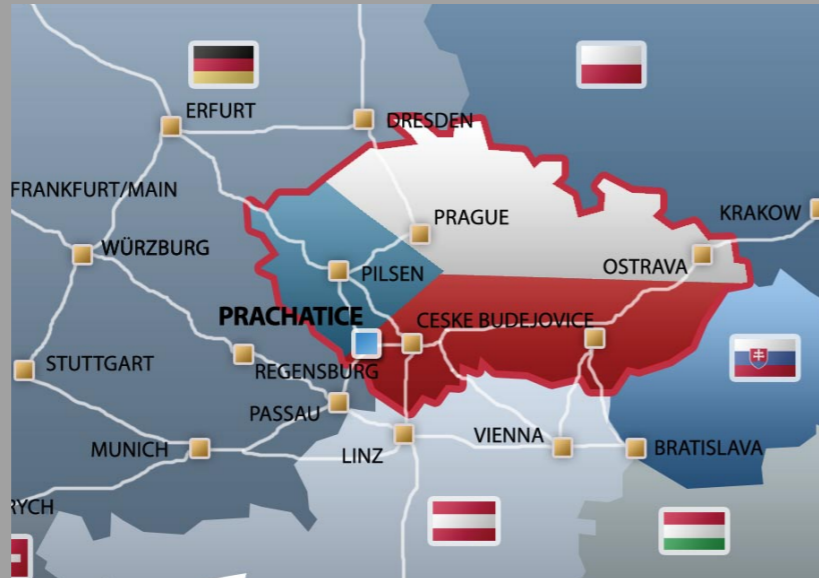 ERFURT
DRESDEN
FRANKFURT/MAIN
KRAKOW
PRAGUE
WÜRZBURG
OSTRAVA
PILSEN
PRACHATICE
CESKE BUDEJOVICE
STUTTGART
REGENSBURG
PASSAU
MUNICH
LINZ
VIENNA
BRATISLAVA
RYCH